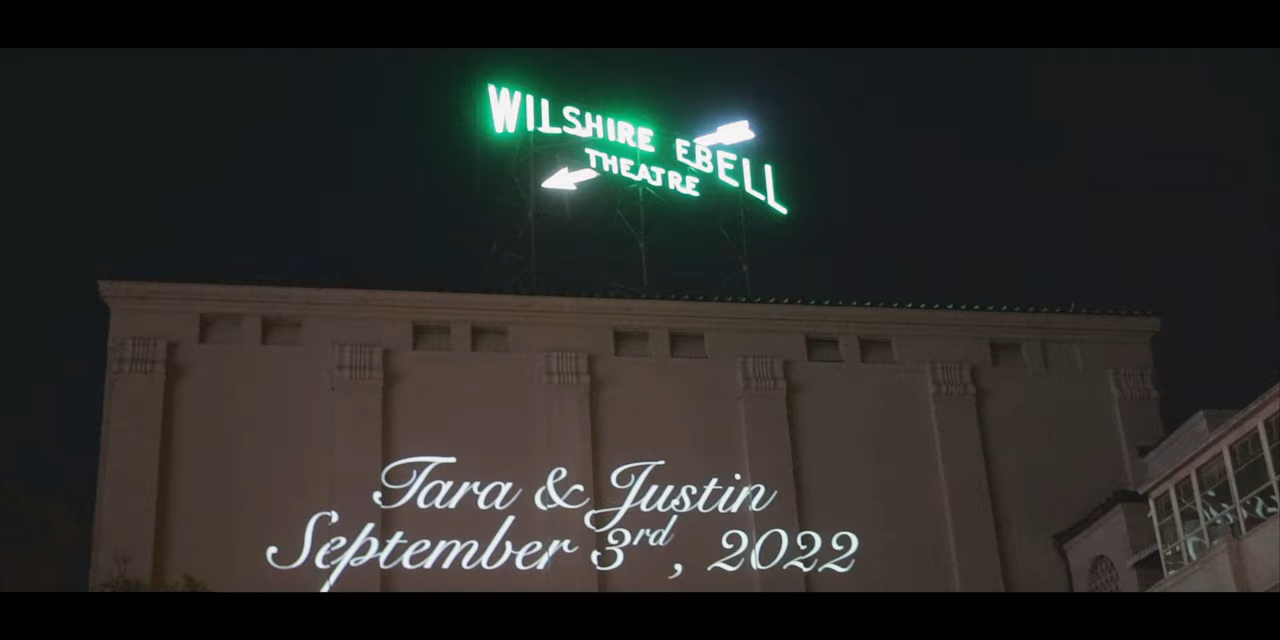 WILSHIRE EBELL
THEATRE
Tara & Justin
September 3rd, 2022